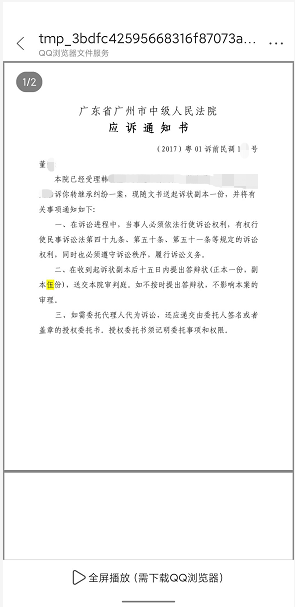 tmp_3bdfc42595668316f87073a...
QQ浏览器文件服务
1/2
广东省广州市中级人民法院
应诉通知书
（2017）粤 01 诉前民调 1 号
董
本院已经受理韩
诉你转继承纠纷一案，现随文书送起诉状副本一份，并将有
关事项通知如下：
一、在诉讼进程中，当事人必须依法行使诉讼权利，有权行
使民事诉讼法第四十九条、第五十条、第五十一条等规定的诉讼
权利，同时也必须遵守诉讼秩序、履行诉讼义务。
二、在收到起诉状副本后十五日内提出答辩状（正本一份，副
本伍份），送交本院审判庭。如不按时提出答辩状，不影响本案的
审理。
三、如需委托代理人代为诉讼，还应递交由委托人签名或者
盖章的授权委托书。授权委托书须记明委托事项和权限。
全屏播放（需下载QQ浏览器）